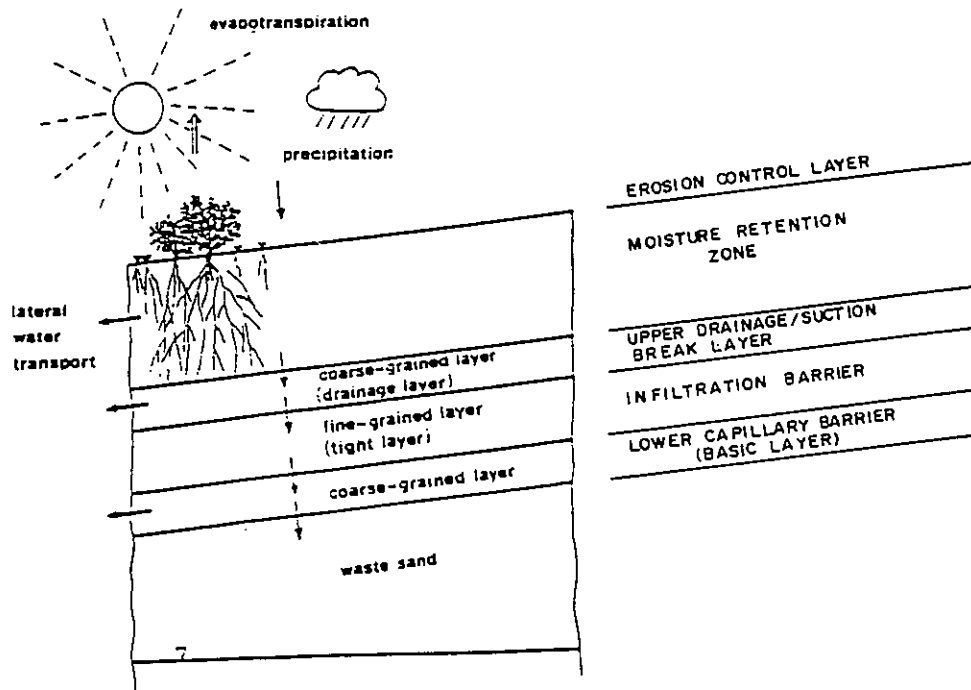 evapotranspiration
precipitation
lateral
water
transport
coarse-grained layer
(drainage layer)
fine-grained layer
(tight layer)
coarse-grained layer
waste sand
7
EROSION CONTROL LAYER
MOISTURE RETENTION
ZONE
UPPER DRAINAGE/SUCTION
BREAK LAYER
INFILTRATION BARRIER
LOWER CAPILLARY BARRIER
(BASIC LAYER)